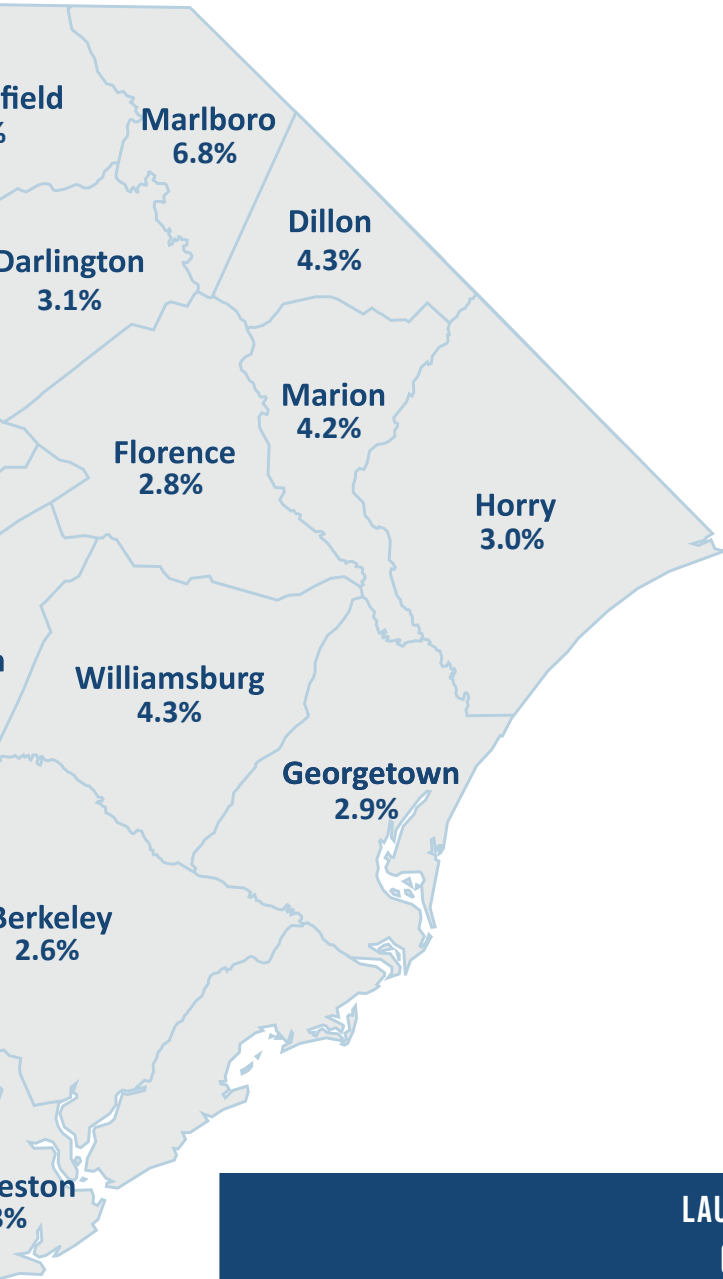 field
%
Marlboro
6.8%
Dillon
4.3%
Darlington
3.1%
Marion
4.2%
Florence
2.8%
Horry
3.0%
Williamsburg
4.3%
Georgetown
2.9%
Berkeley
2.6%
eston
%
LAU